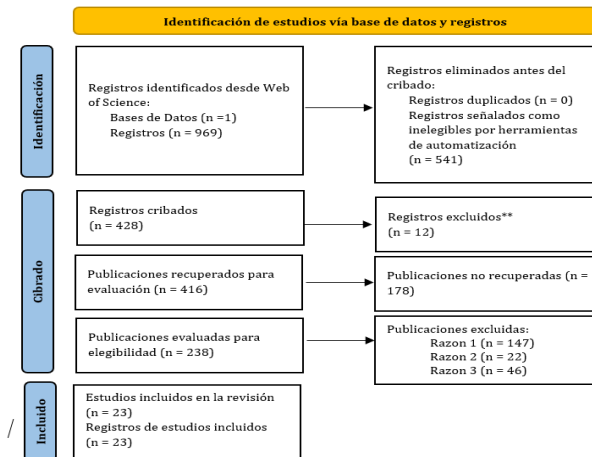 Identificación de estudios vía base de datos y registros
Identificación
Registros identificados desde Web
of Science:
Bases de Datos (n =1)
Registros (n = 969)
Registros eliminados antes del
cribado:
Registros duplicados (n = 0)
Registros señalados como
inelegibles por herramientas
de automatización
(n = 541)
Cibrado
Registros cribados
(n = 428)
Registros excluidos**
(n = 12)
Publicaciones recuperados para
evaluación (n = 416)
Publicaciones no recuperadas (n =
178)
Publicaciones evaluadas para
elegibilidad (n = 238)
Publicaciones excluidas:
Razon 1 (n = 147)
Razon 2 (n = 22)
Razon 3 (n = 46)
/
Incluido
Estudios incluidos en la revisión
(n = 23)
Registros de estudios incluidos
(n = 23)